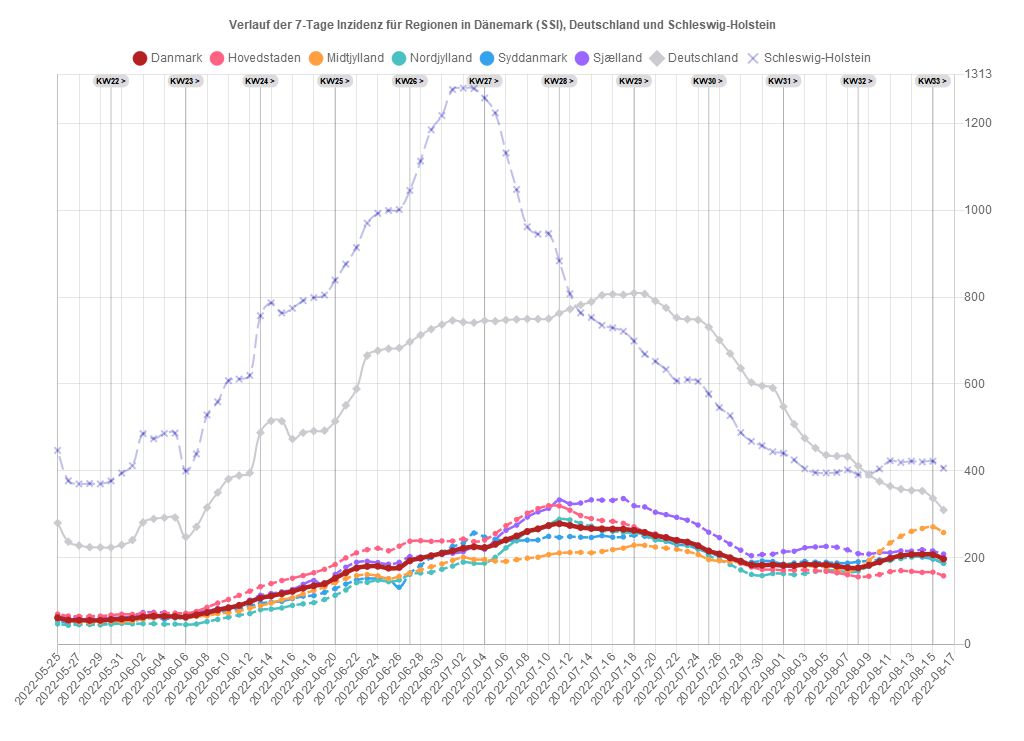 Verlauf der 7-Tage Inzidenz für Regionen in Dänemark (SSI), Deutschland und Schleswig-Holstein
Danmark Hovedstaden Midtjylland Nordjylland Syddanmark Sjælland Deutschland Schleswig-Holstein
KW22 > KW23 > KW24 > KW25 > KW26 > KW27 > KW28 > KW29 > KW30 > KW31 > KW32 > KW33 >
1313
1200
1000
800
600
400
200
0
2022-05-25 2022-05-27 2022-05-29 2022-05-31 2022-06-02 2022-06-04 2022-06-06 2022-06-08 2022-06-10 2022-06-12 2022-06-14 2022-06-16 2022-06-18 2022-06-20 2022-06-22 2022-06-24 2022-06-26 2022-06-28 2022-06-30 2022-07-02 2022-07-04 2022-07-06 2022-07-08 2022-07-10 2022-07-12 2022-07-14 2022-07-16 2022-07-18 2022-07-20 2022-07-22 2022-07-24 2022-07-26 2022-07-28 2022-07-30 2022-08-01 2022-08-03 2022-08-05 2022-08-07 2022-08-09 2022-08-11 2022-08-13 2022-08-15 2022-08-17